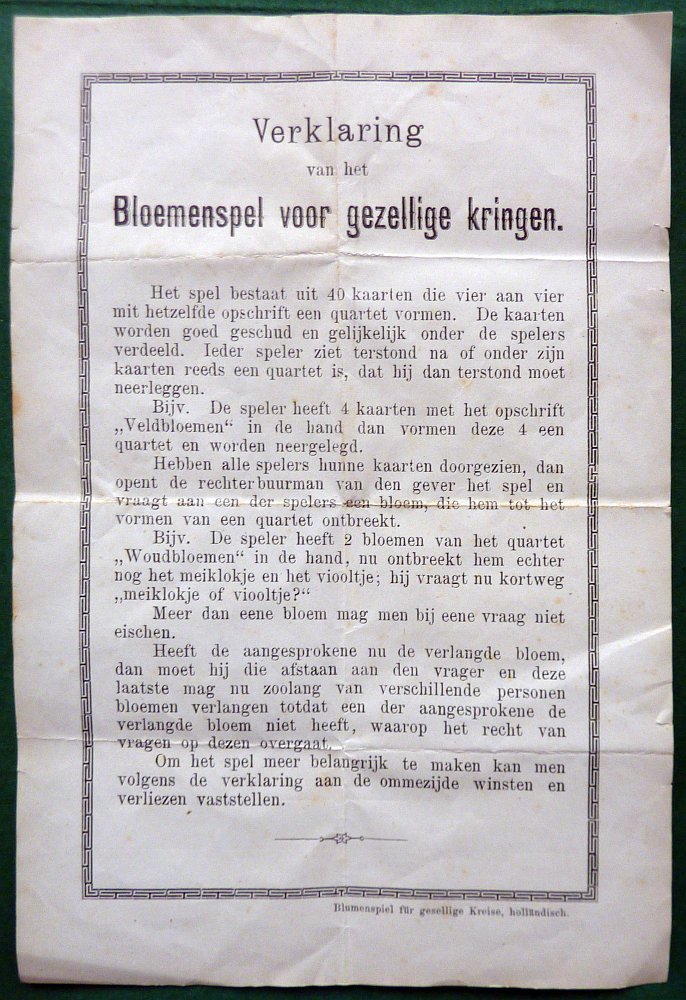 Verklaring
van het
Bloemenspel voor gezellige kringen.
Het spel bestaat uit 40 kaarten die vier aan vier
mit hetzelfde opschrift een quartet vormen. De kaarten
worden goed geschud en gelijkelijk onder de spelers
verdeeld. Ieder speler ziet terstond na of onder zijn
kaarten reeds een quartet is, dat hij dan terstond moet
neerleggen.
Bijv. De speler heeft 4 kaarten met het opschrift
„Veldbloemen“ in de hand dan vormen deze 4 een
quartet en worden neergelegd.
Hebben alle spelers hunne kaarten doorgezien, dan
opent de rechterbuurman van den gever het spel en
vraagt aan een der spelers een bloem, die hem tot het
vormen van een quartet ontbreekt.
Bijv. De speler heeft 2 bloemen van het quartet
„Woudbloemen“ in de hand, nu ontbreekt hem echter
nog het meiklokje en het viooltje; hij vraagt nu kortweg
„meiklokje of viooltje?“
Meer dan eene bloem mag men bij eene vraag niet
eischen.
Heeft de aangesprokene nu de verlangde bloem,
dan moet hij die afstaan aan den vrager en deze
laatste mag nu zoolang van verschillende personen
bloemen verlangen totdat een der aangesprokene de
verlangde bloem niet heeft, waarop het recht van
vragen op dezen overgaat.
Om het spel meer belangrijk te maken kan men
volgens de verklaring aan de ommezijde winsten en
verliezen vaststellen.
Blumenspiel für gesellige Kreise, holländisch.